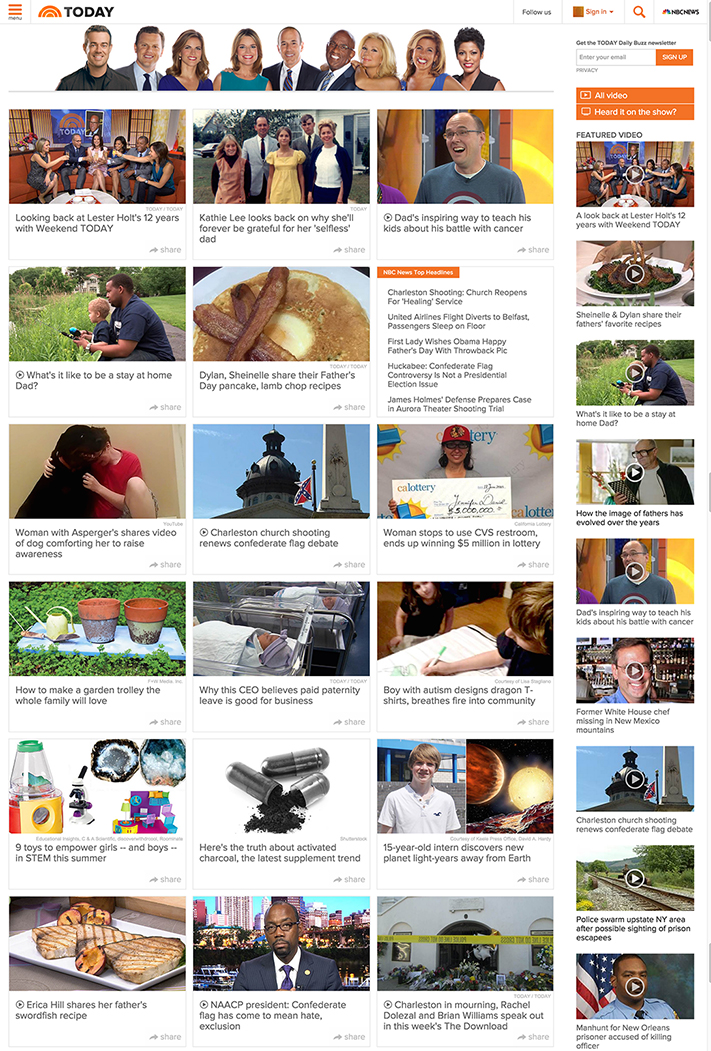 menu
TODAY
Follow us
Sign in
NBCNEWS
Get the TODAY Daily Buzz newsletter
Enter your email
SIGN UP
PRIVACY
All video
Heard it on the show?
TODAY / TODAY
Looking back at Lester Holt's 12 years
with Weekend TODAY
share
Kathie Lee looks back on why she'll
forever be grateful for her 'selfless'
dad
share
Dad's inspiring way to teach his
kids about his battle with cancer
share
What's it like to be a stay at home
Dad?
share
TODAY / TODAY
Dylan, Sheinelle share their Father's
Day pancake, lamb chop recipes
share
NBC News Top Headlines
Charleston Shooting: Church Reopens
For 'Healing' Service
United Airlines Flight Diverts to Belfast,
Passengers Sleep on Floor
First Lady Wishes Obama Happy
Father's Day With Throwback Pic
Huckabee: Confederate Flag
Controversy Is Not a Presidential
Election Issue
James Holmes' Defense Prepares Case
in Aurora Theater Shooting Trial
YouTube
Woman with Asperger's shares video
of dog comforting her to raise
awareness
share
Charleston church shooting
renews confederate flag debate
share
calottery
Jennifer Daniel
$5,000,000
California Lottery
Woman stops to use CVS restroom,
ends up winning $5 million in lottery
share
F+W Media, Inc.
How to make a garden trolley the
whole family will love
share
TODAY / TODAY
Why this CEO believes paid paternity
leave is good for business
share
Courtesy of Lisa Stagliano
Boy with autism designs dragon T-
shirts, breathes fire into community
share
9 toys to empower girls -- and boys --
in STEM this summer
share
Shutterstock
Here's the truth about activated
charcoal, the latest supplement trend
share
Courtesy of Keele Press Office, David A. Hardy
15-year-old intern discovers new
planet light-years away from Earth
share
Erica Hill shares her father's
swordfish recipe
share
NAACP president: Confederate
flag has come to mean hate,
exclusion
share
TODAY / TODAY
Charleston in mourning, Rachel
Dolezal and Brian Williams speak
out in this week's The Download
share
FEATURED VIDEO
A look back at Lester Holt's 12
years with Weekend TODAY
Sheinelle & Dylan share their
fathers' favorite recipes
What's it like to be a stay at
home Dad?
How the image of fathers has
evolved over the years
Dad's inspiring way to teach his
kids about his battle with cancer
Former White House chef
missing in New Mexico
mountains
Charleston church shooting
renews confederate flag debate
Police swarm upstate NY area
after possible sighting of prison
escapees
Manhunt for New Orleans
prisoner accused of killing
officer